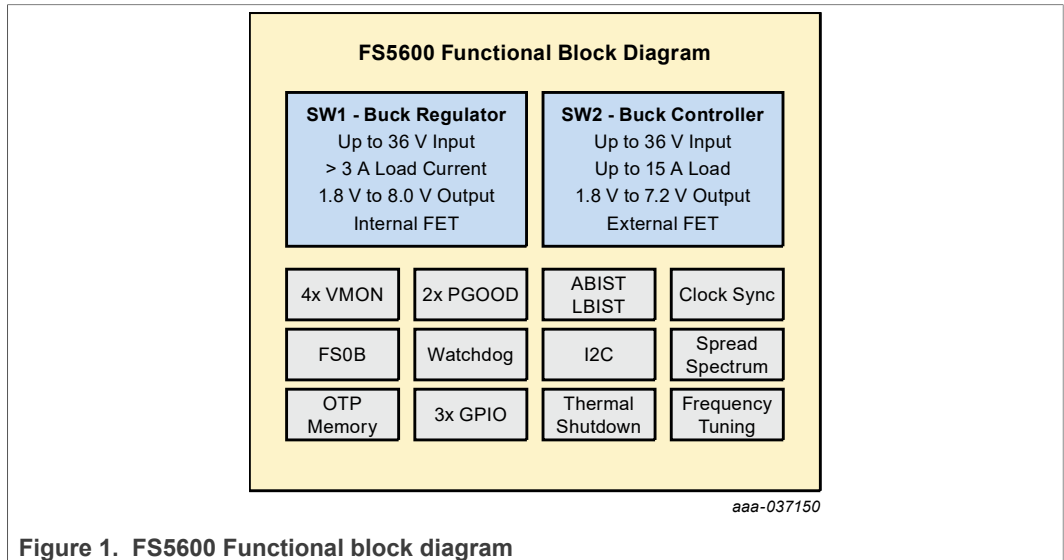 FS5600 Functional Block Diagram
SW1 - Buck Regulator
Up to 36 V Input
> 3 A Load Current
1.8 V to 8.0 V Output
Internal FET
SW2 - Buck Controller
Up to 36 V Input
Up to 15 A Load
1.8 V to 7.2 V Output
External FET
4x VMON
2x PGOOD
ABIST
LBIST
Clock Sync
FS0B
Watchdog
I2C
Spread
Spectrum
OTP
Memory
3x GPIO
Thermal
Shutdown
Frequency
Tuning
aaa-037150
Figure 1. FS5600 Functional block diagram